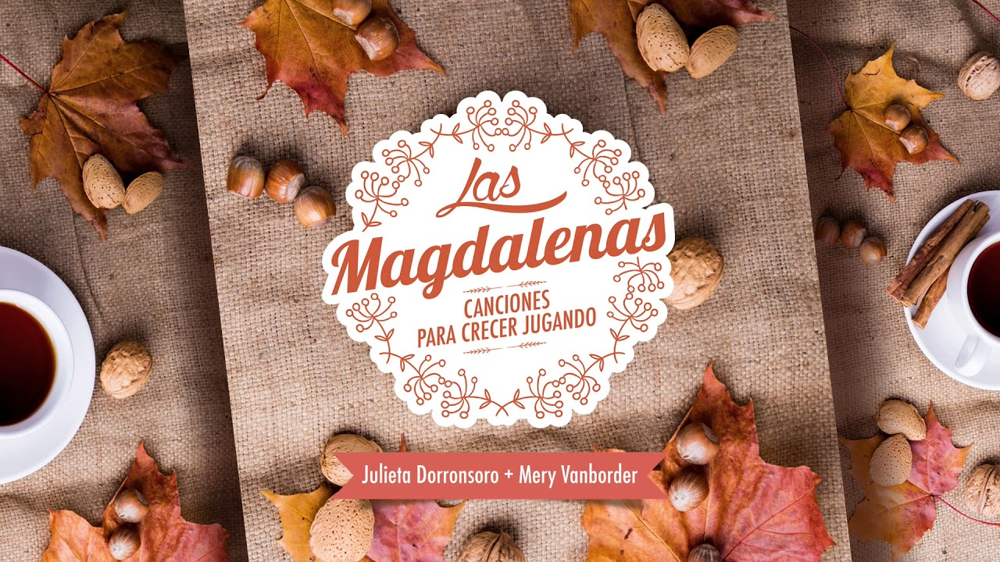 Las
Magdalenas
CANCIONES
PARA CRECER JUGANDO
Julieta Dorronsoro + Mery Vanborder